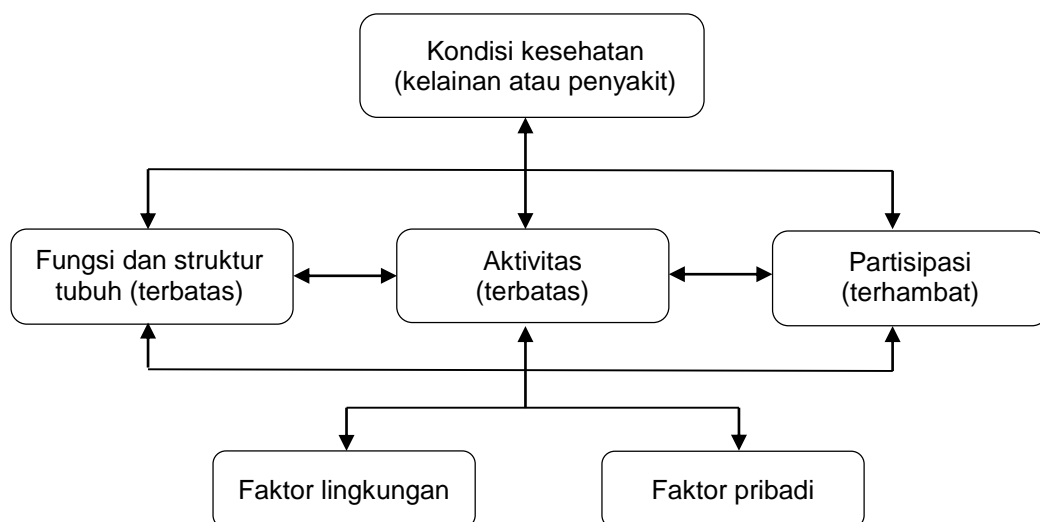 Kondisi kesehatan
(kelainan atau penyakit)
Fungsi dan struktur
tubuh (terbatas)
Aktivitas
(terbatas)
Partisipasi
(terhambat)
Faktor lingkungan
Faktor pribadi